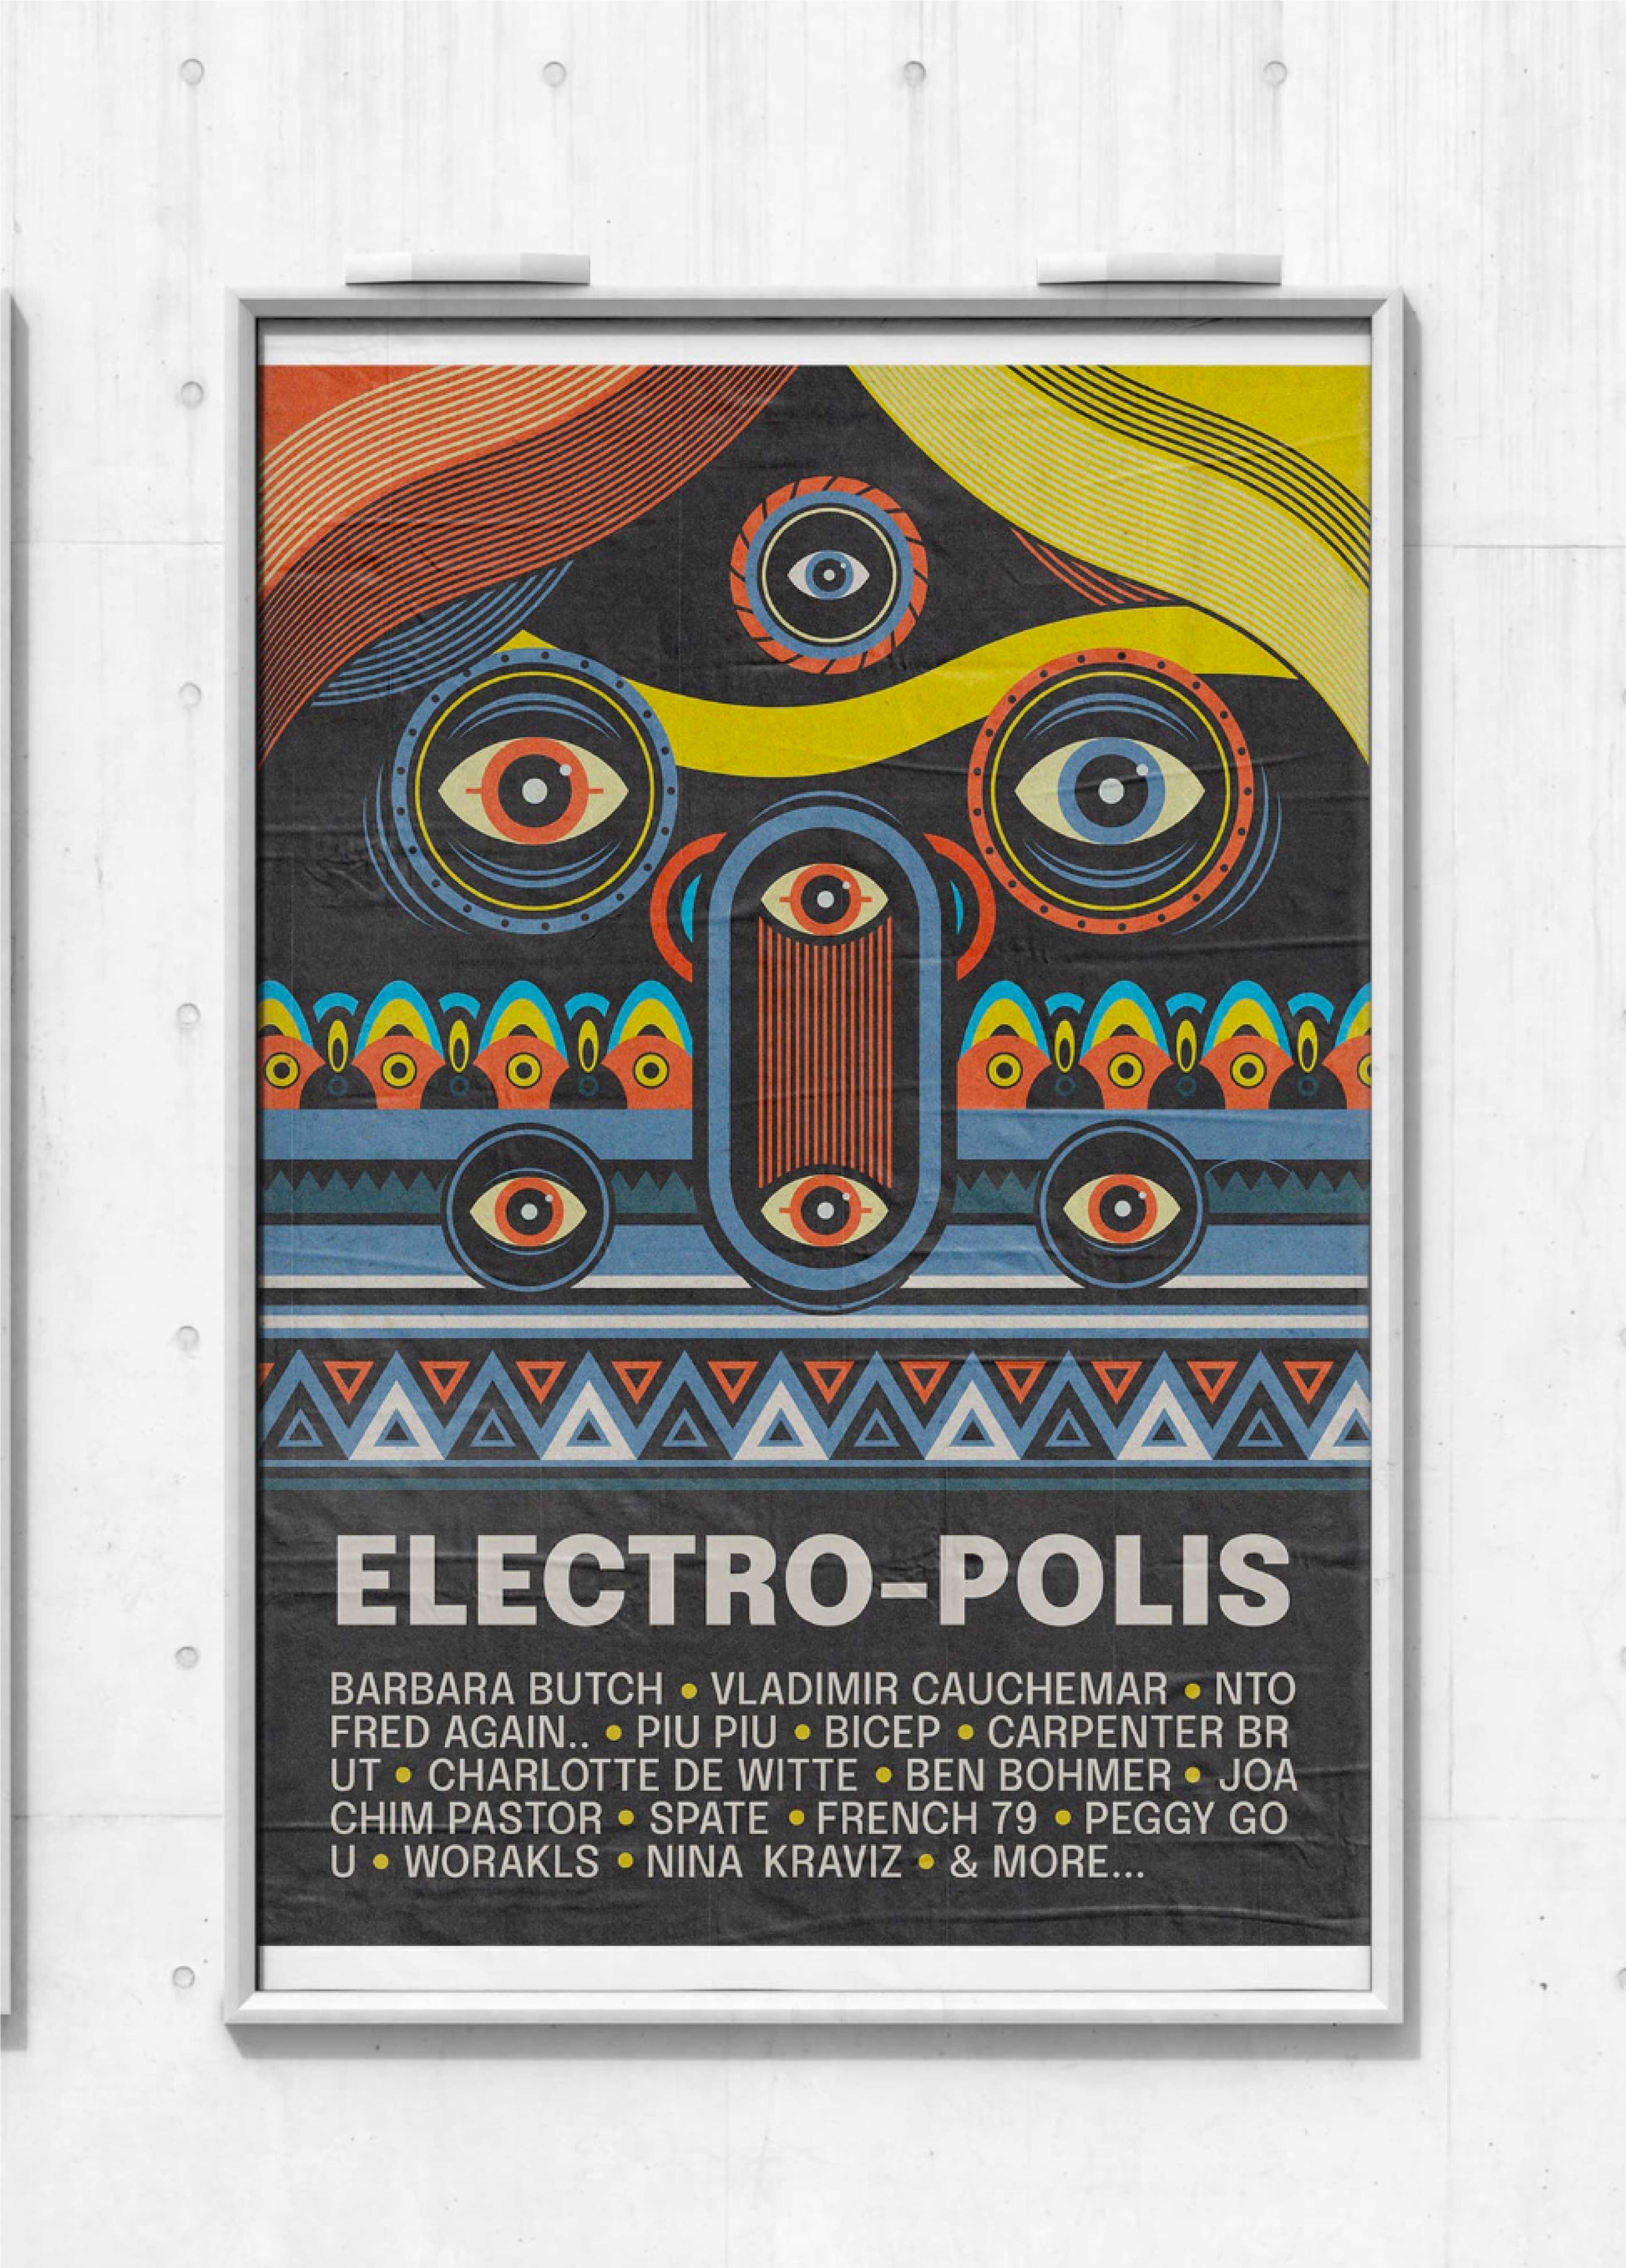 ELECTRO-POLIS
BARBARA BUTCH • VLADIMIR CAUCHEMAR • NTO
FRED AGAIN.. • PIU PIU • BICEP • CARPENTER BR
UT • CHARLOTTE DE WITTE • BEN BOHMER • JOA
CHIM PASTOR • SPATE • FRENCH 79 • PEGGY GO
U • WORAKLS • NINA KRAVIZ • & MORE...